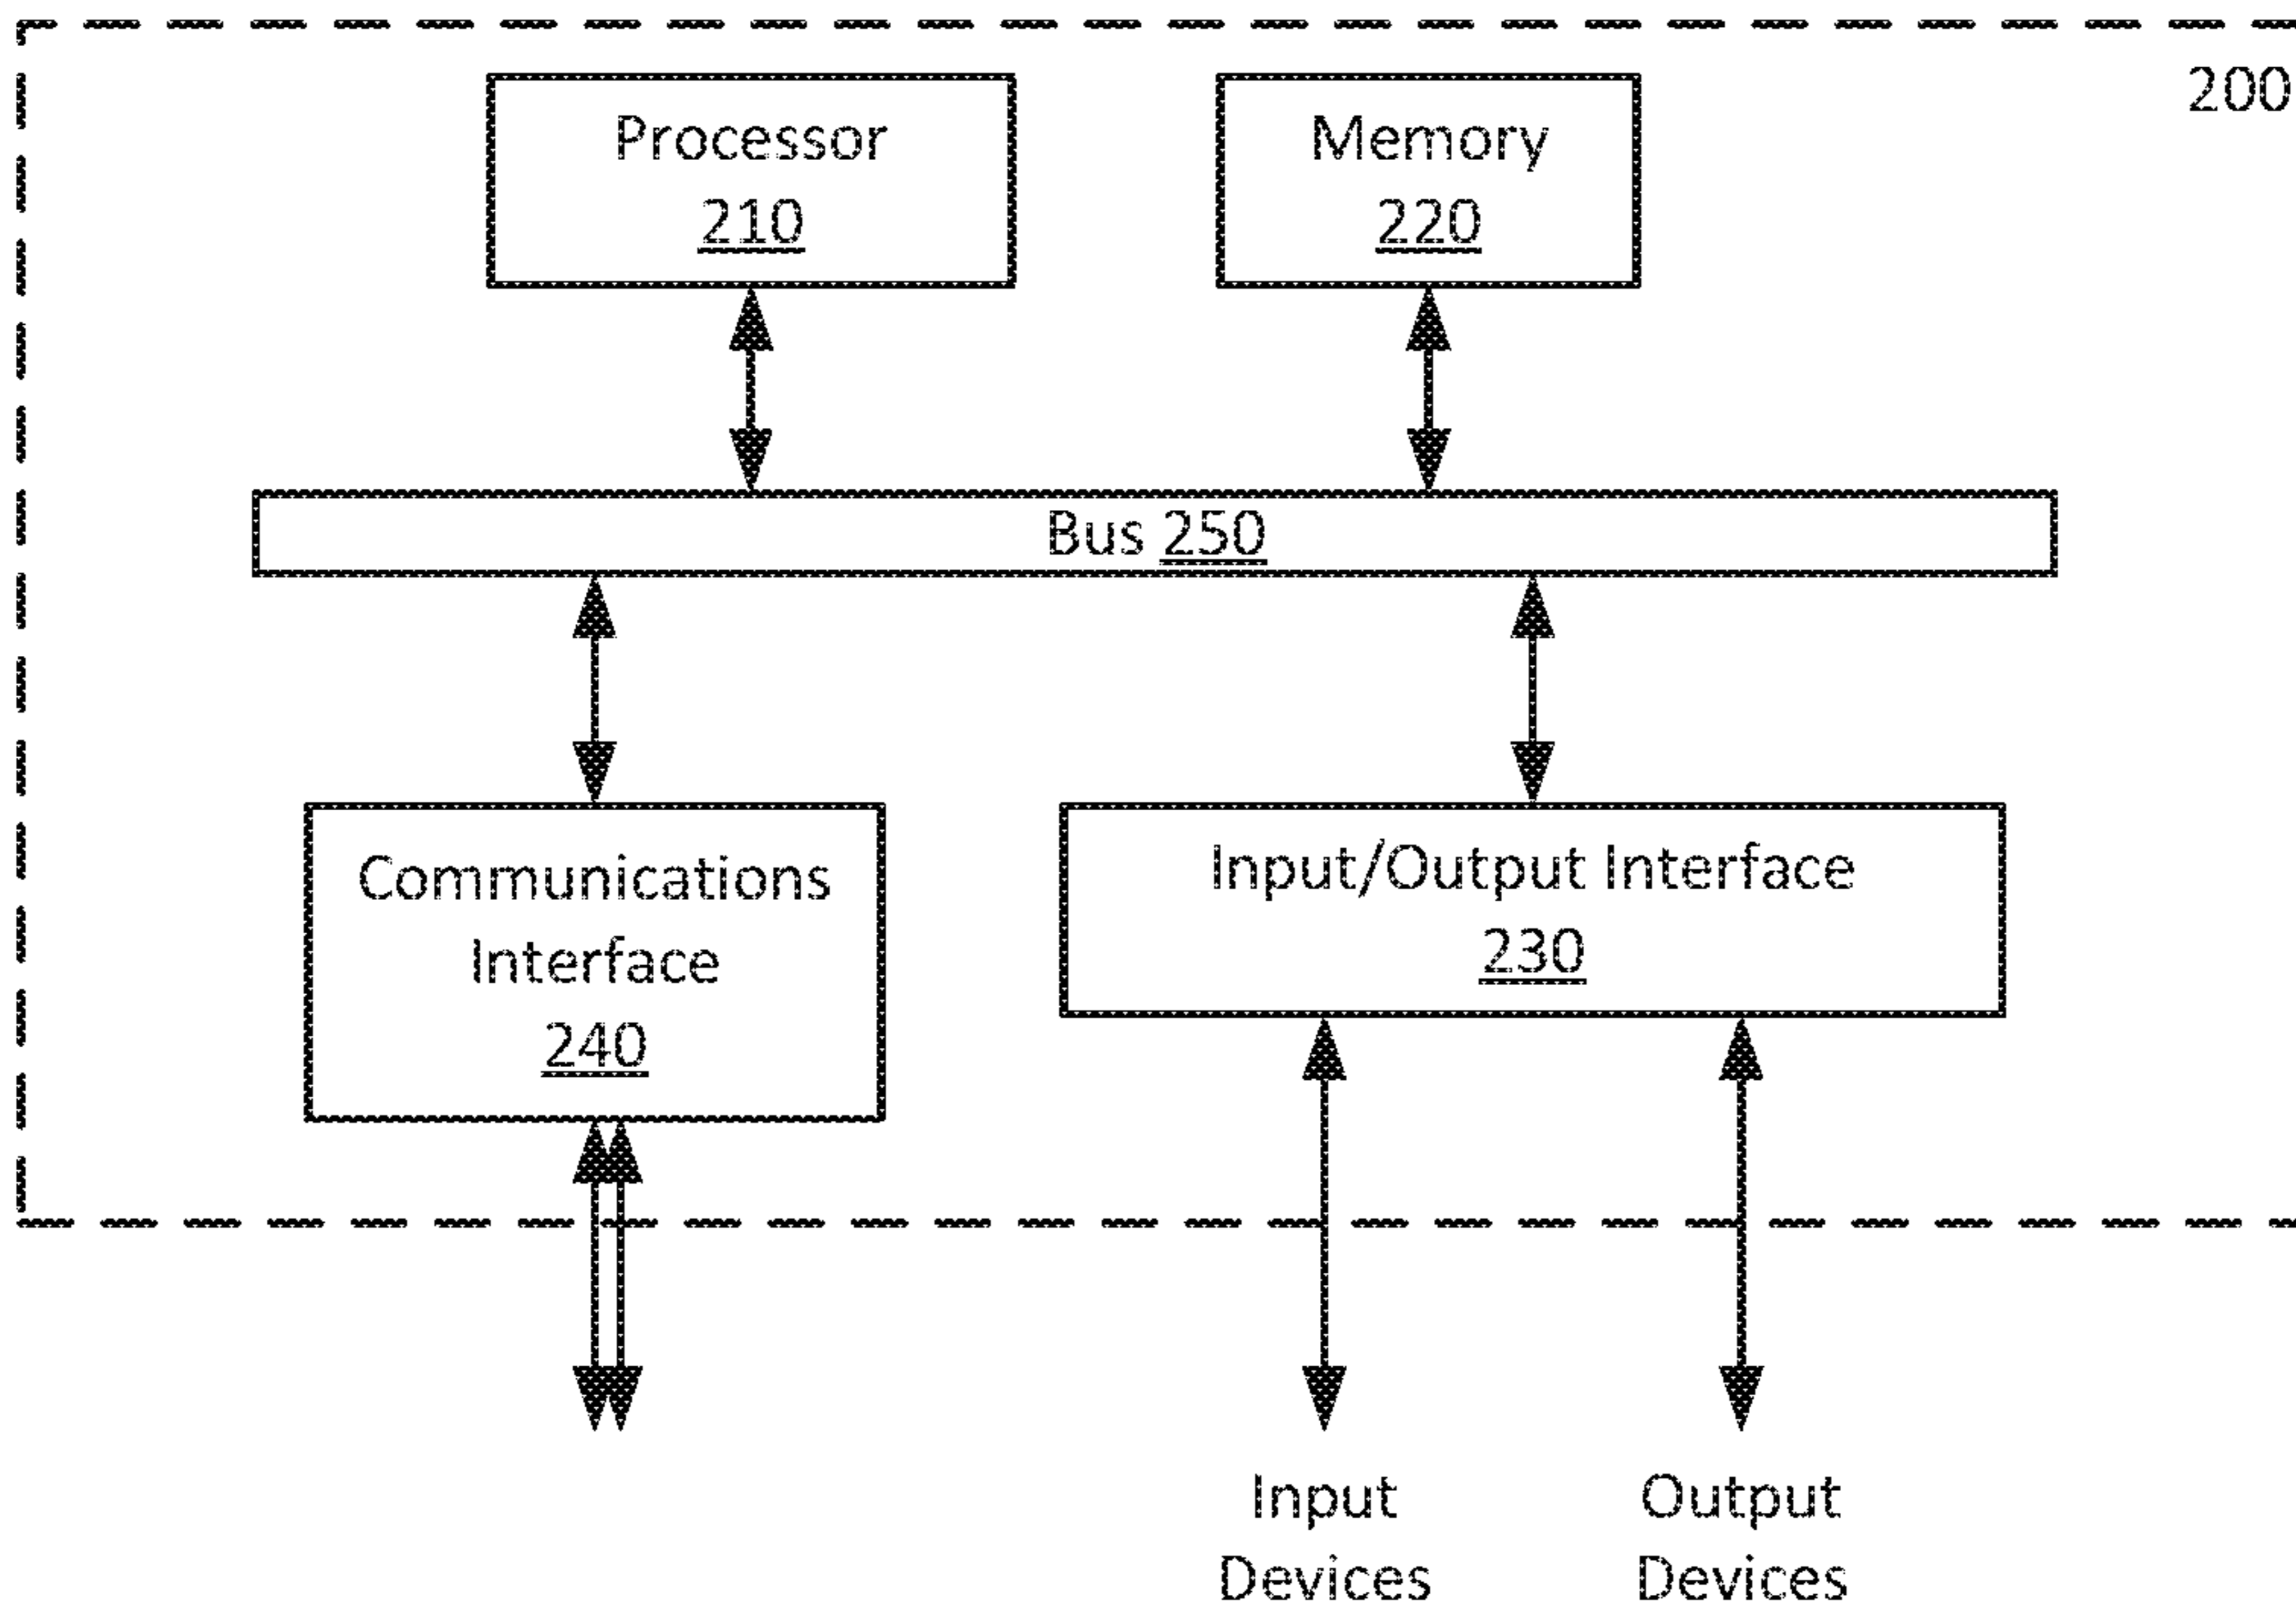 200
Processor
210
Memory
220
Bus 250
Communications
Interface
240
Input/Output Interface
230
Input
Devices
Output
Devices